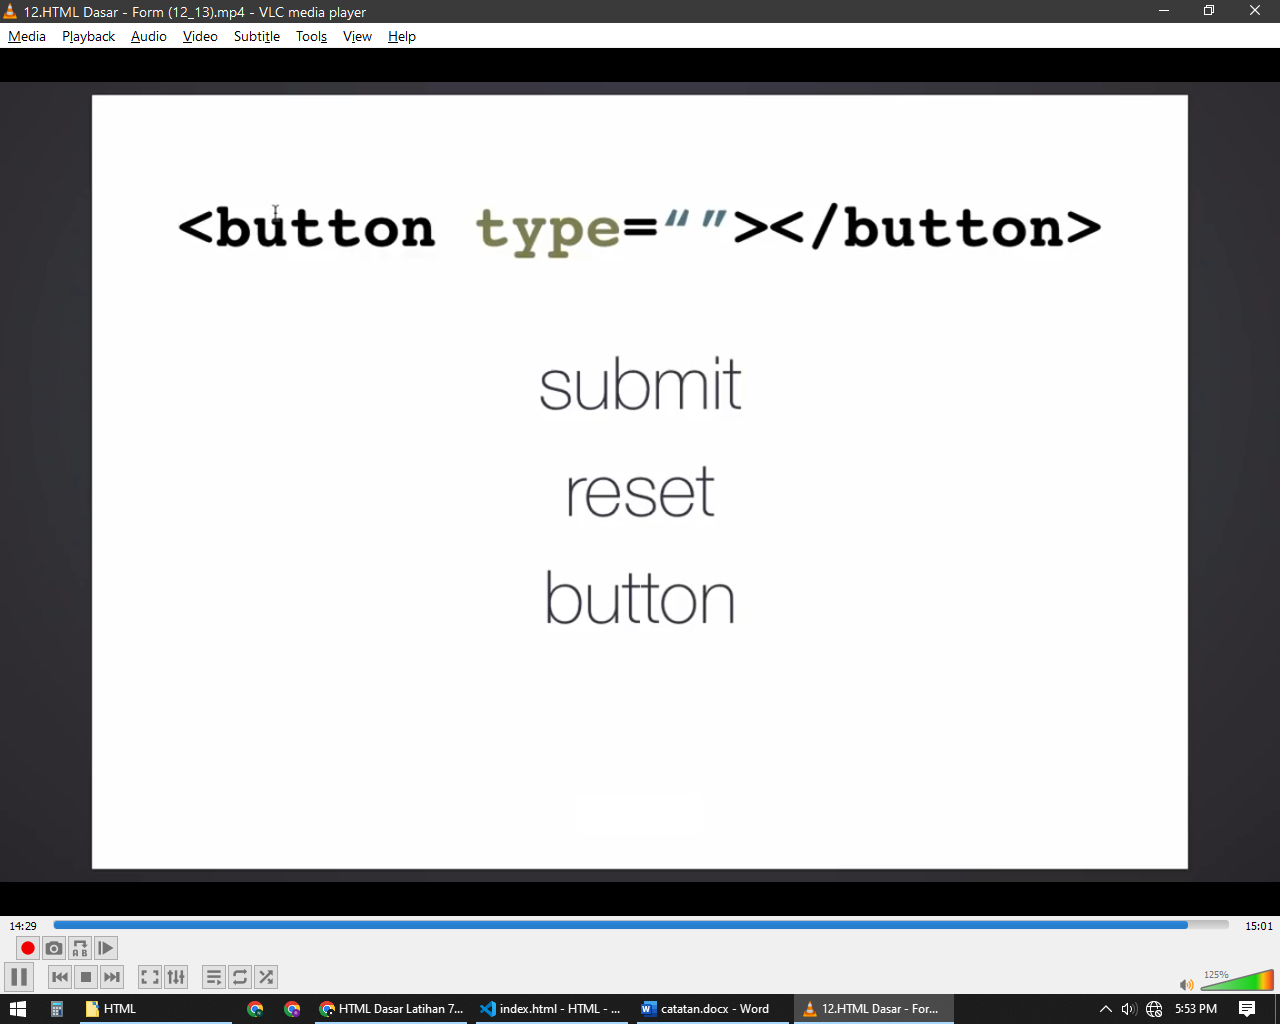 12.HTML Dasar - Form (12_13).mp4 - VLC media player
Media Playback Audio Video Subtitle Tools View Help
<button type=“”></button>
submit
reset
button
14:29 15:01
A B
125%
HTML HTML Dasar Latihan 7... index.html - HTML - ... catatan.docx - Word 12.HTML Dasar - For... 5:53 PM